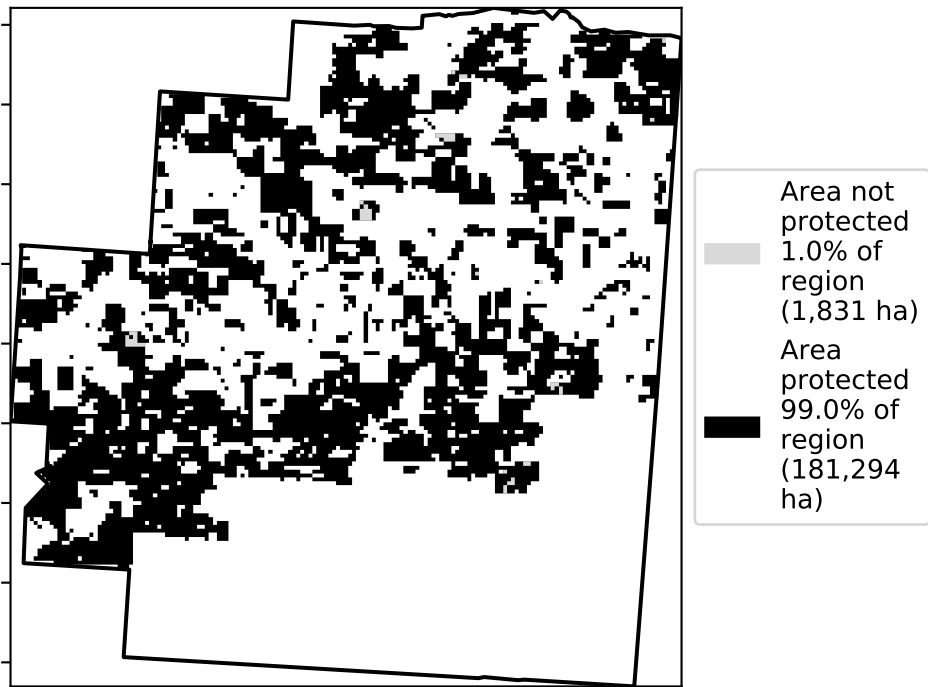 Area not
protected
1.0% of
region
(1,831 ha)
Area
protected
99.0% of
region
(181,294
ha)